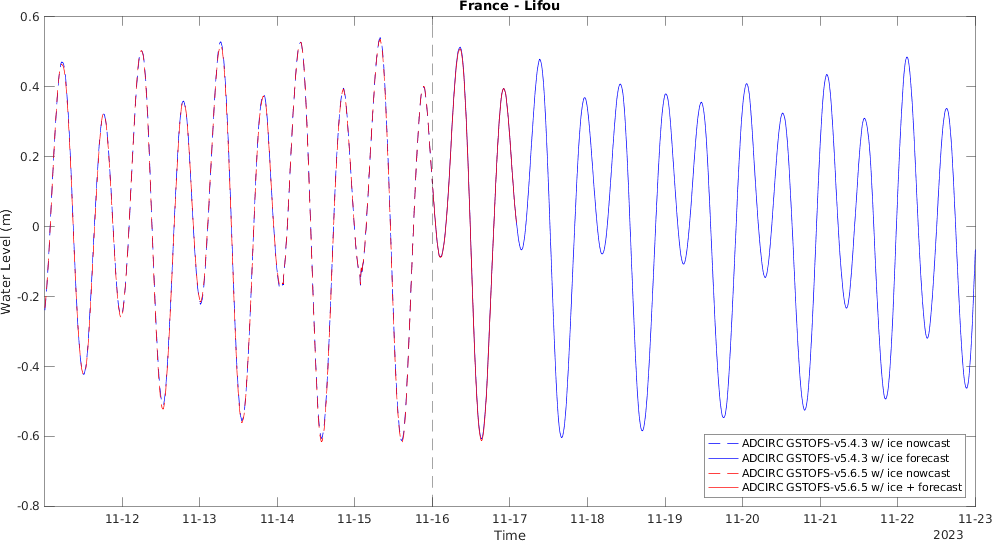 France - Lifou
Water Level (m)
0.6
0.4
0.2
0
-0.2
-0.4
-0.6
-0.8
ADCIRC GSTOFS-v5.4.3 w/ ice nowcast
ADCIRC GSTOFS-v5.4.3 w/ ice forecast
ADCIRC GSTOFS-v5.6.5 w/ ice nowcast
ADCIRC GSTOFS-v5.6.5 w/ ice + forecast
11-12 11-13 11-14 11-15 11-16 11-17 11-18 11-19 11-20 11-21 11-22 11-23
Time
2023